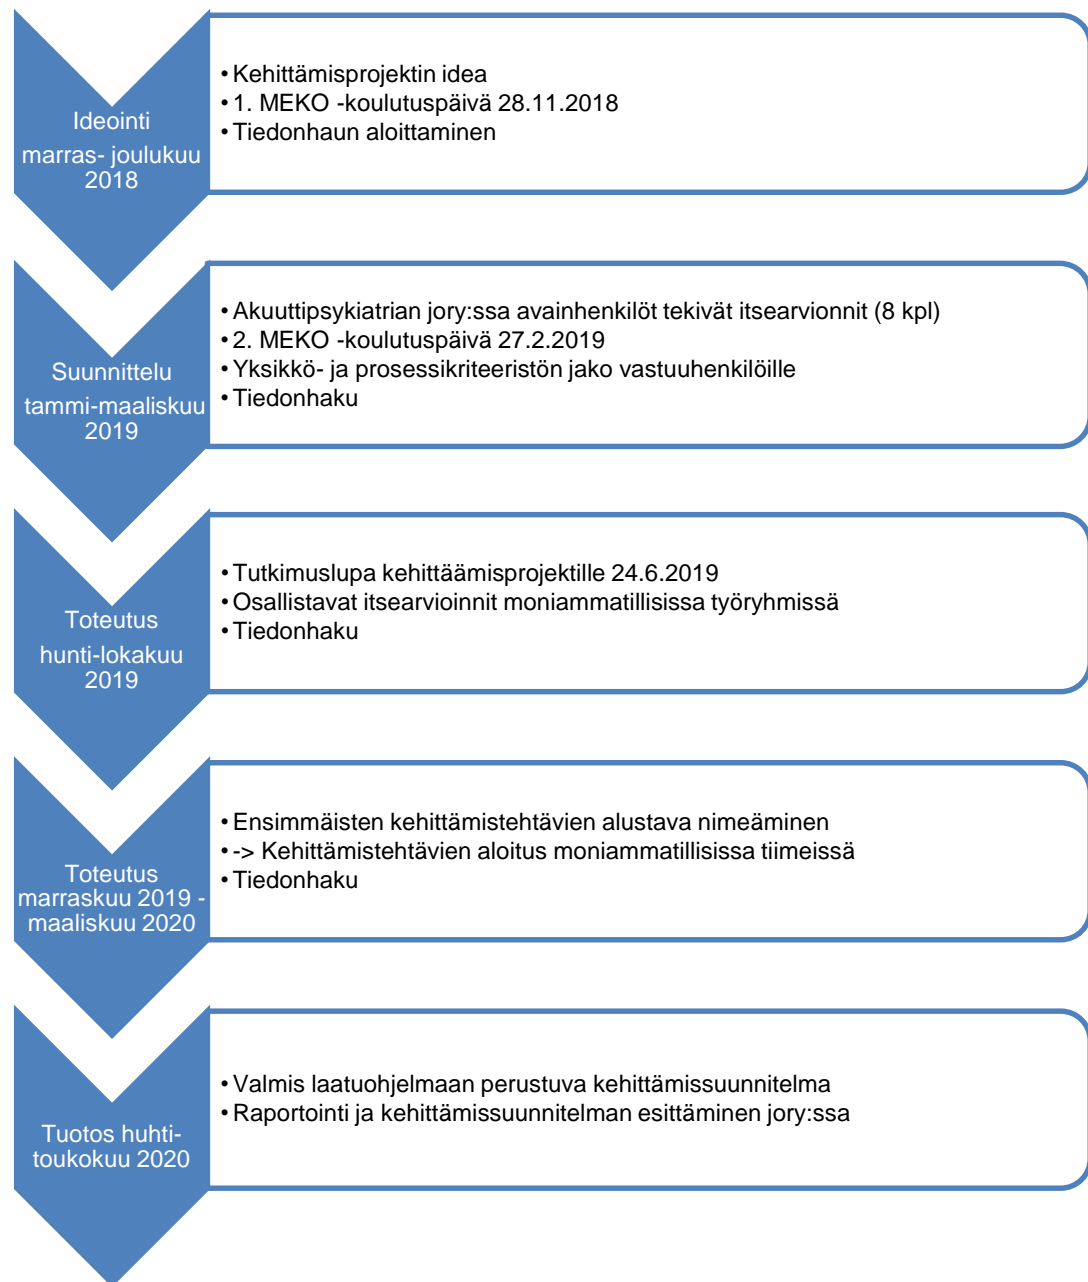 Ideointi
marras- joulukuu
2018
• Kehittämisprojektin idea
• 1. MEKO -koulutuspäivä 28.11.2018
• Tiedonhaun aloittaminen
Suunnittelu
tammi-maaliskuu
2019
• Akuuttipsykiatrian jory:ssa avainhenkilöt tekivät itsearvionnit (8 kpl)
• 2. MEKO -koulutuspäivä 27.2.2019
• Yksikkö- ja prosessikriteeristön jako vastuuhenkilöille
• Tiedonhaku
Toteutus
hunti-lokakuu
2019
• Tutkimuslupa kehittäämisprojektille 24.6.2019
• Osallistavat itsearvioinnit moniammatillisissa työryhmissä
• Tiedonhaku
Toteutus
marraskuu 2019 -
maaliskuu 2020
• Ensimmäisten kehittämistehtävien alustava nimeäminen
• -> Kehittämistehtävien aloitus moniammatillisissa tiimeissä
• Tiedonhaku
Tuotos huhti-
toukokuu 2020
• Valmis laatuohjelmaan perustuva kehittämissuunnitelma
• Raportointi ja kehittämissuunnitelman esittäminen jory:ssa